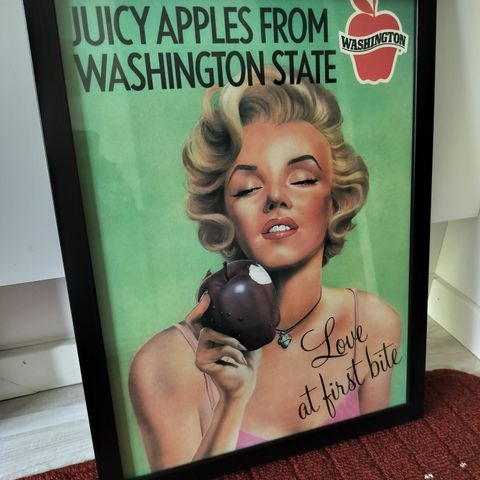 JUICY APPLES FROM
WASHINGTON STATE
WASHINGTON
Love
at first bite